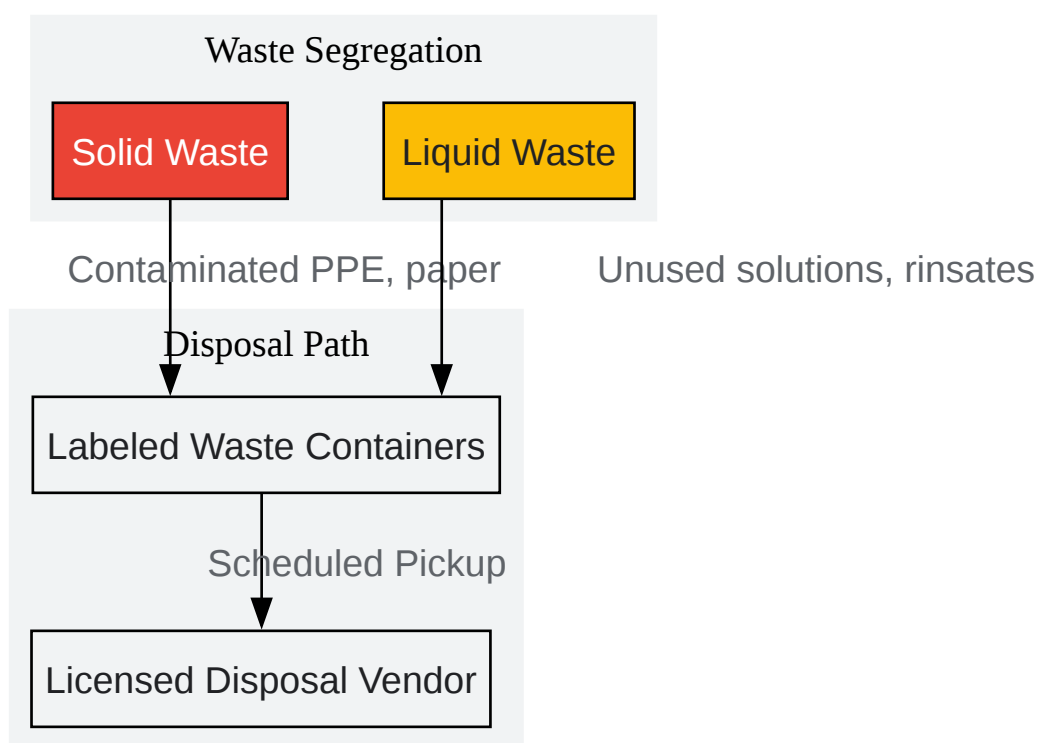 Waste Segregation
Solid Waste
Liquid Waste
Contaminated PPE, paper
Unused solutions, rinsates
Disposal Path
Labeled Waste Containers
Scheduled Pickup
Licensed Disposal Vendor